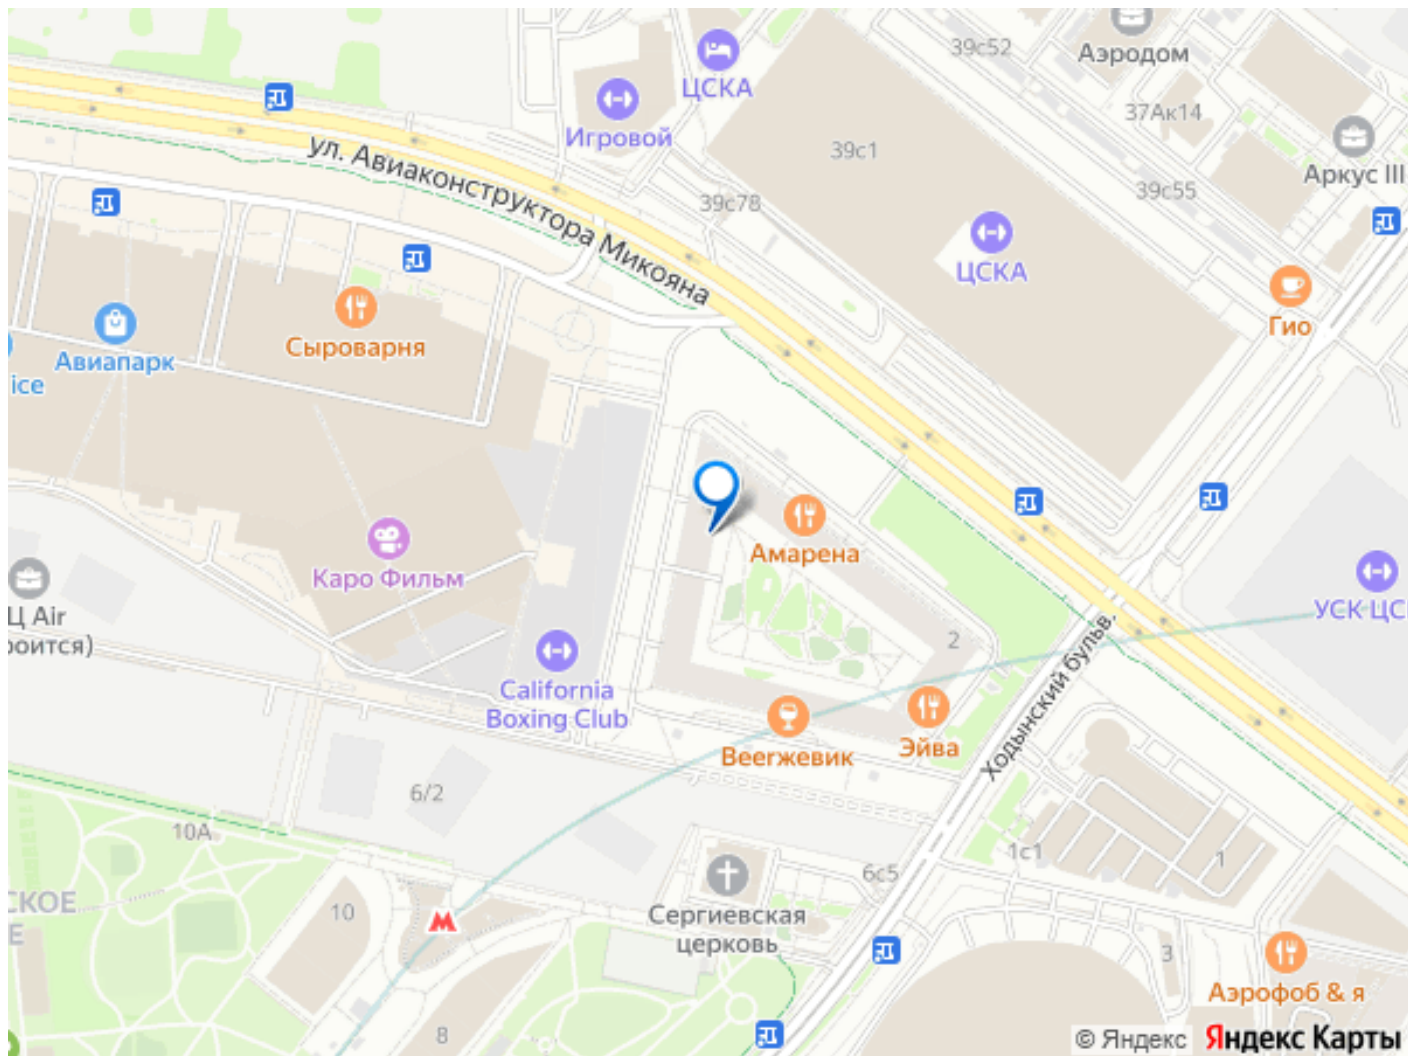 39с52
Аэродом
ЦСКА
37Ак14
Игровой
39с1
Аркус III
ул. Авиаконструктора Микояна
39с55
39с78
ЦСКА
Гио
Сыроварня
Авиапарк
ice
Амарена
Каро Фильм
Ц Air
роится)
УСК ЦС
2
California
Boxing Club
Ходынский бульв.
Эйва
Веегжевик
6/2
10А
1с1
1
6с5
СКОЕ
Е
10
Сергиевская
церковь
3
Аэрофоб & я
8
© Яндекс Яндекс Карты